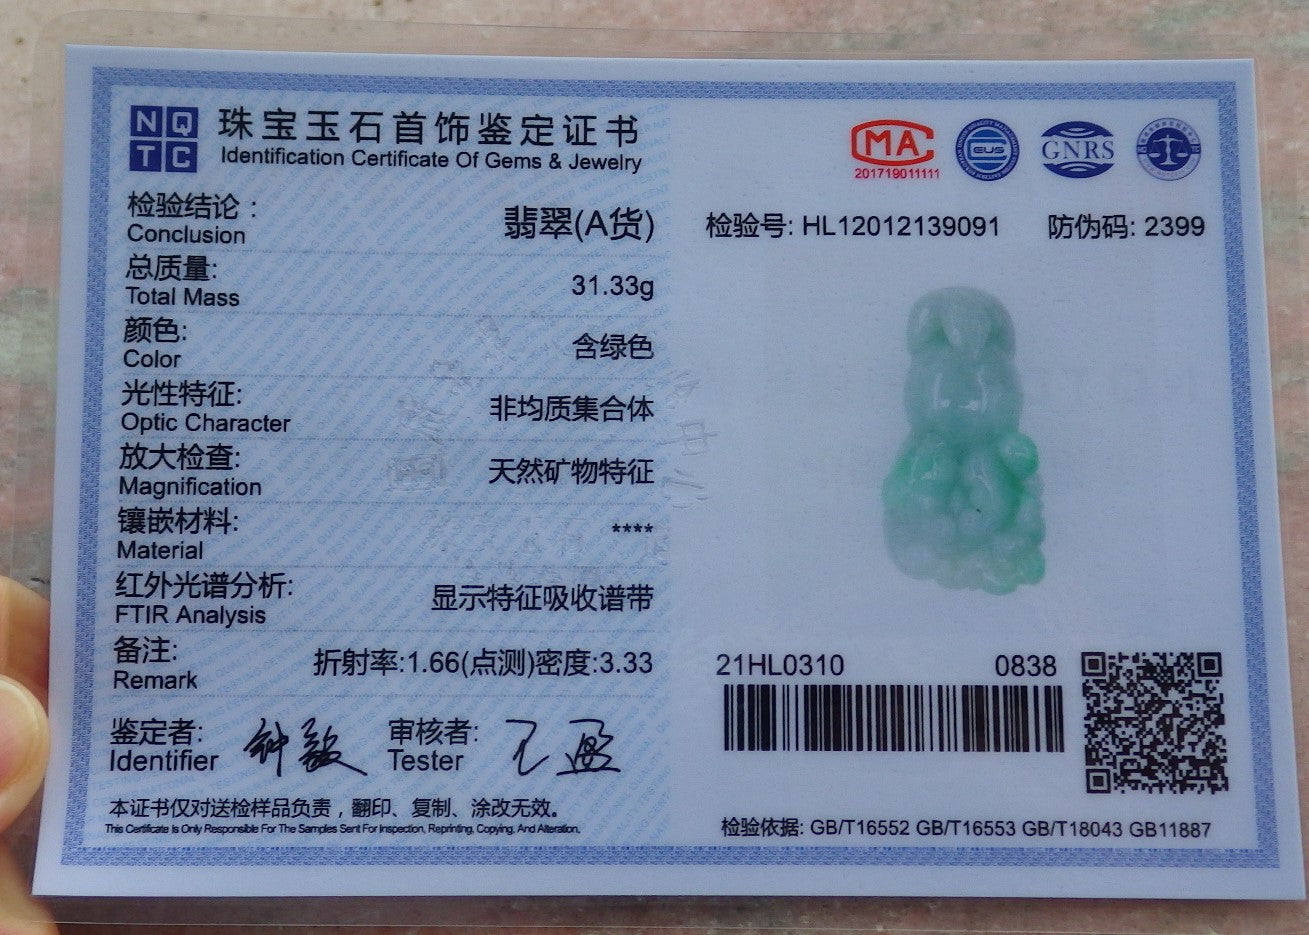 NQ
TC
珠宝玉石首饰鉴定证书
Identification Certificate Of Gems & Jewelry
检验结论： 翡翠(A货)
Conclusion
总质量: 31.33g
Total Mass
颜色: 含绿色
Color
光性特征: 非均质集合体
Optic Character
放大检查: 天然矿物特征
Magnification
镶嵌材料: ****
Material
红外光谱分析: 显示特征吸收谱带
FTIR Analysis
备注: 折射率:1.66(点测)密度:3.33
Remark
鉴定者: 钟敏 审核者: 王盈
Identifier Tester
本证书仅对送检样品负责，翻印、复制、涂改无效。
This Certificate Is Only Responsible For The Samples Sent For Inspection, Reprinting, Copying, And Alteration.
MA
201719011111
EUS
GNRS
检验号: HL12012139091 防伪码: 2399
21HL0310 0838
检验依据: GB/T16552 GB/T16553 GB/T18043 GB11887